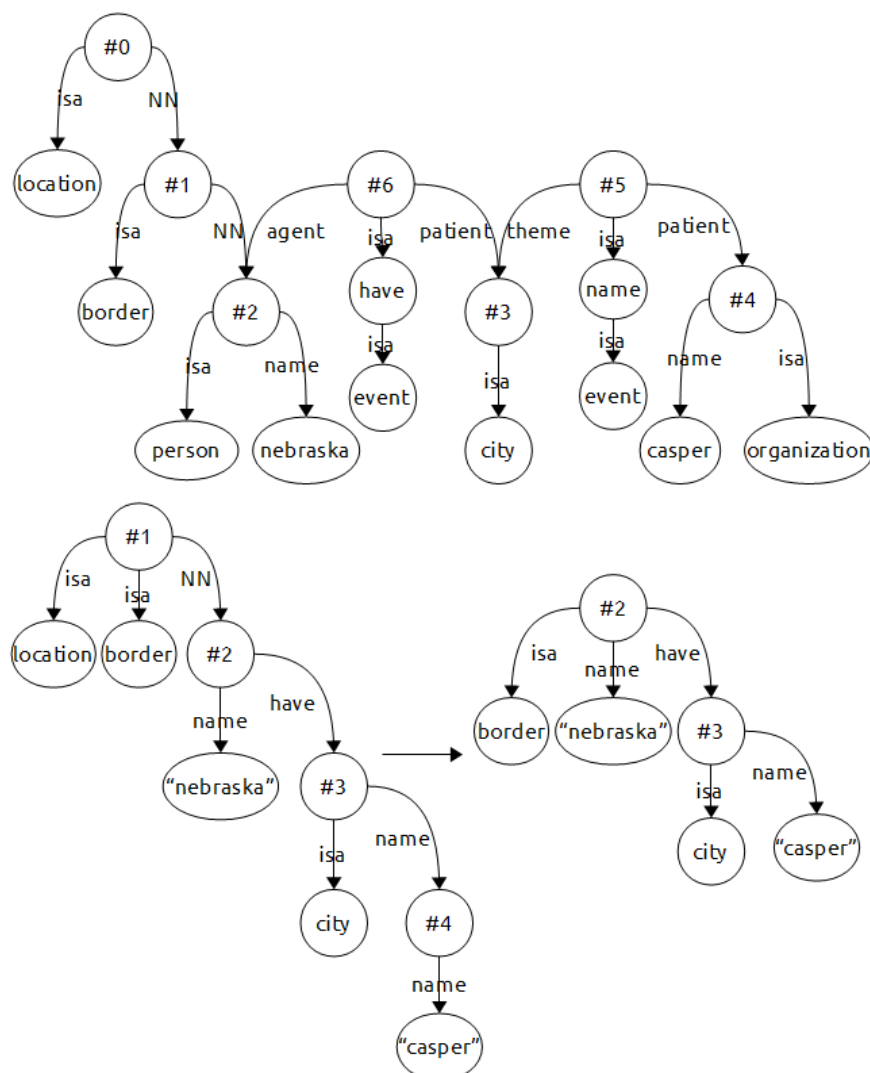 #0
isa NN
location
#1 #6 #5
isa NN agent isa patient theme isa patient
border #2 have #3 name #4
isa name isa isa isa name isa
event event
person nebraska city casper organization
#1
isa isa NN
location border #2
name have
“nebraska” #3
isa name
city #4
name
“casper”
#2
isa name have
border “nebraska” #3
isa name
city “casper”